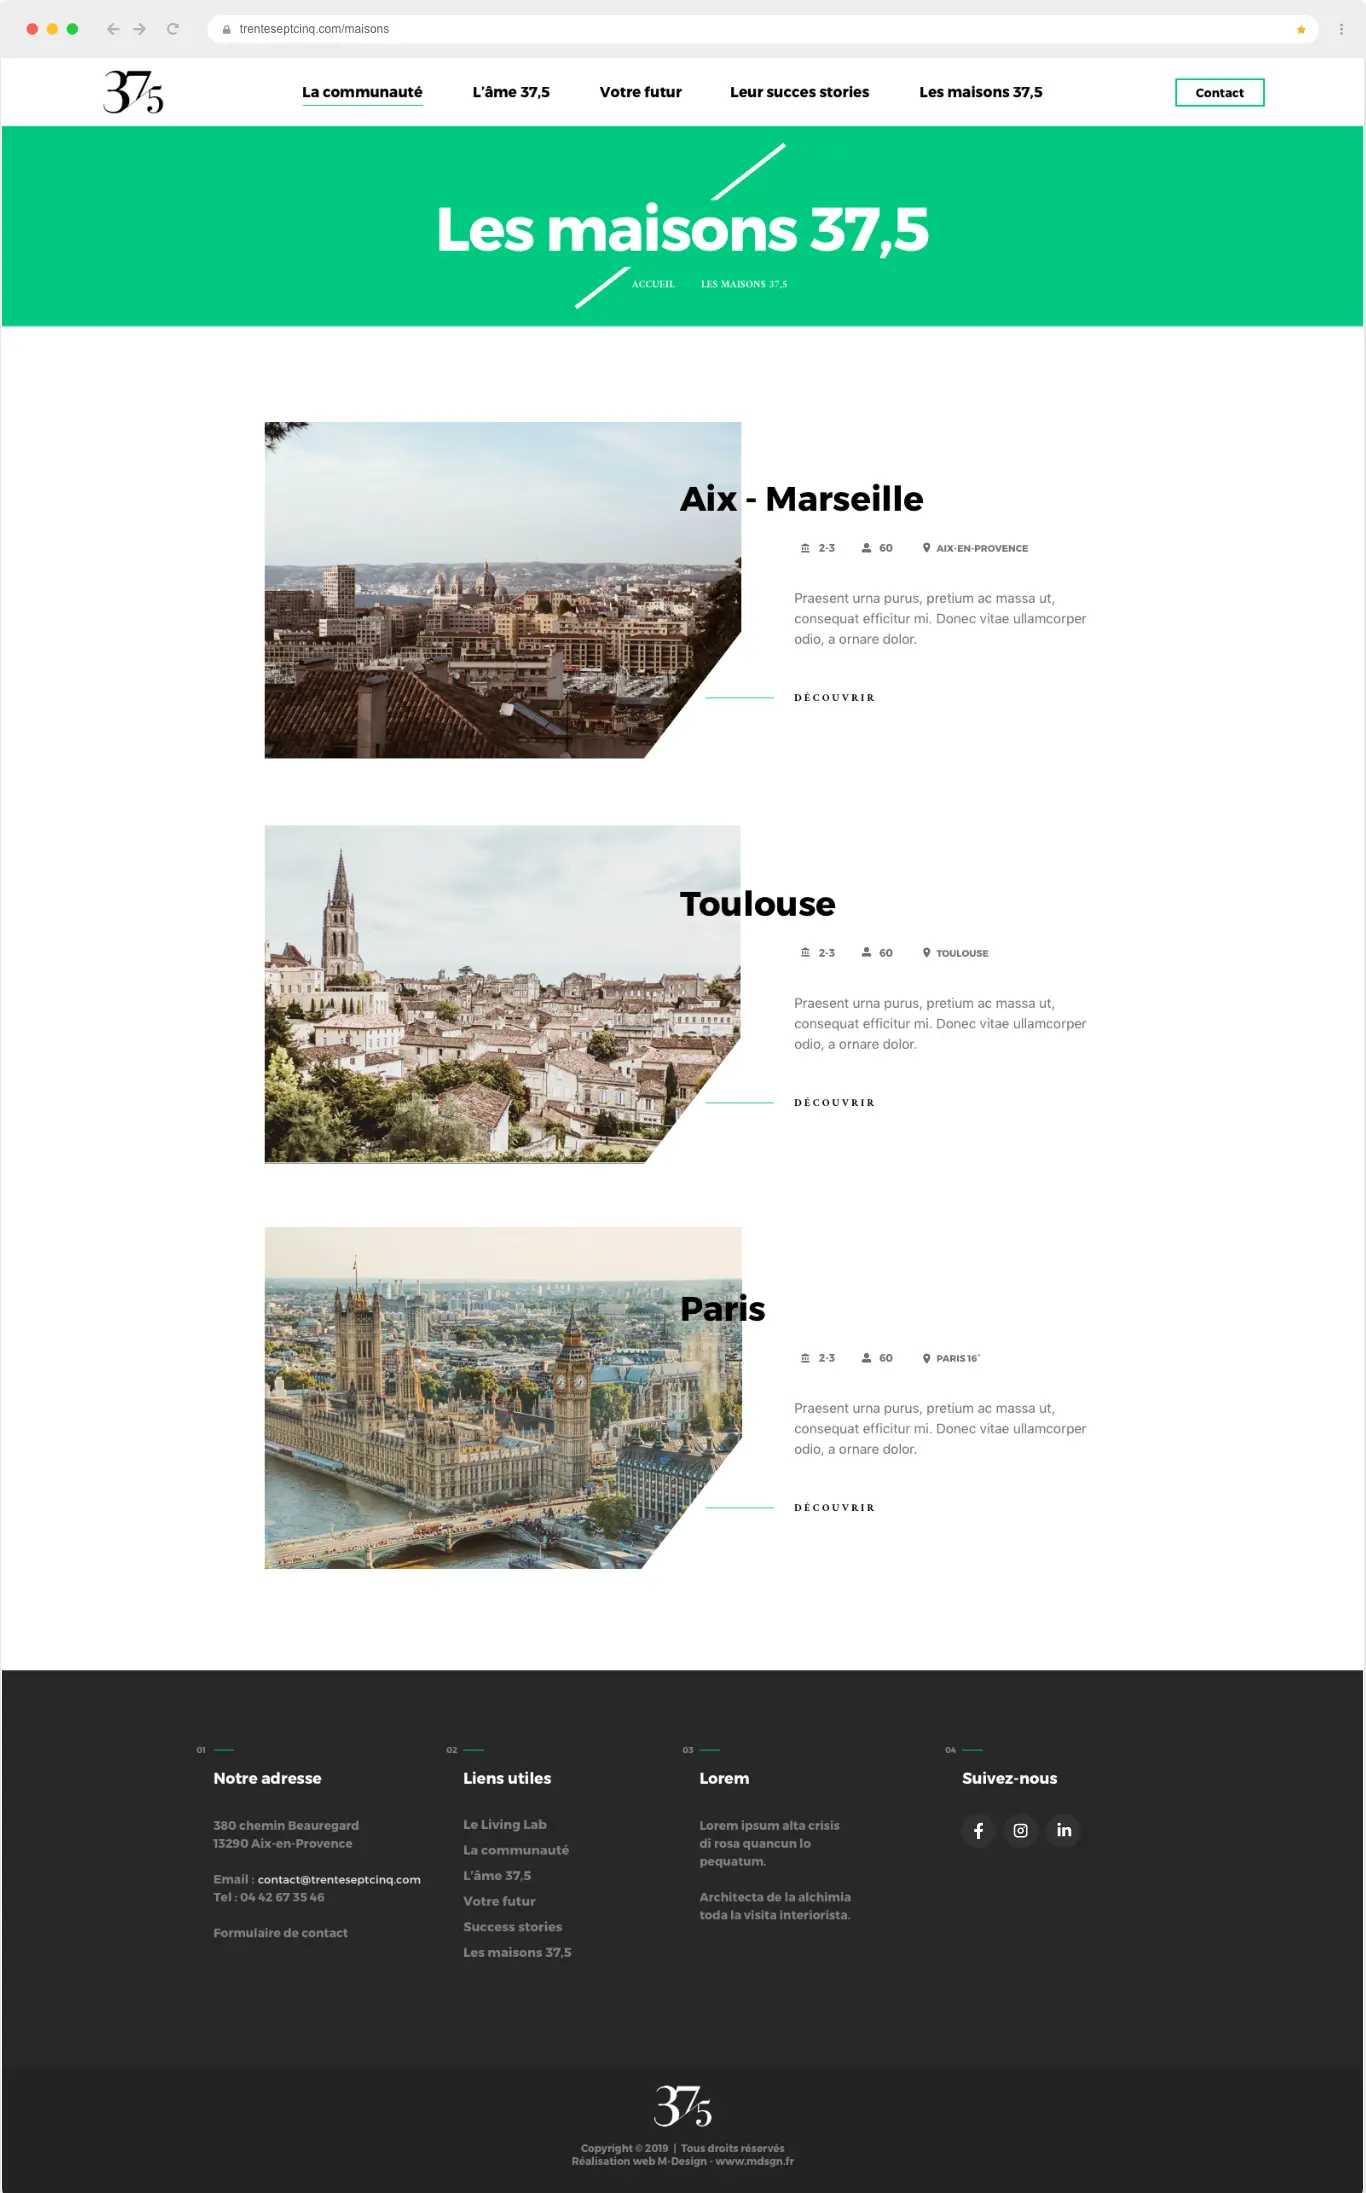 trenteseptcinq.com/maisons
37,5
La communauté
L'âme 37,5
Votre futur
Leur succes stories
Les maisons 37,5
Contact
Les maisons 37,5
ACCUEIL
LES MAISONS 37,5
Aix - Marseille
2-3
60
AIX-EN-PROVENCE
Praesent urna purus, pretium ac massa ut,
consequat efficitur mi. Donec vitae ullamcorper
odio, a ornare dolor.
DÉCOUVRIR
Toulouse
2-3
60
TOULOUSE
Praesent urna purus, pretium ac massa ut,
consequat efficitur mi. Donec vitae ullamcorper
odio, a ornare dolor.
DÉCOUVRIR
Paris
2-3
60
PARIS 16°
Praesent urna purus, pretium ac massa ut,
consequat efficitur mi. Donec vitae ullamcorper
odio, a ornare dolor.
DÉCOUVRIR
01
Notre adresse
380 chemin Beauregard
13290 Aix-en-Provence
Email : contact@trenteseptcinq.com
Tel : 04 42 67 35 46
Formulaire de contact
02
Liens utiles
Le Living Lab
La communauté
L'âme 37,5
Votre futur
Success stories
Les maisons 37,5
03
Lorem
Lorem ipsum alta crisis
di rosa quancun lo
pequatum.
Architecta de la alchimia
toda la visita interiorista.
04
Suivez-nous
37,5
Copyright © 2019 | Tous droits réservés
Réalisation web M-Design - www.mdsgn.fr